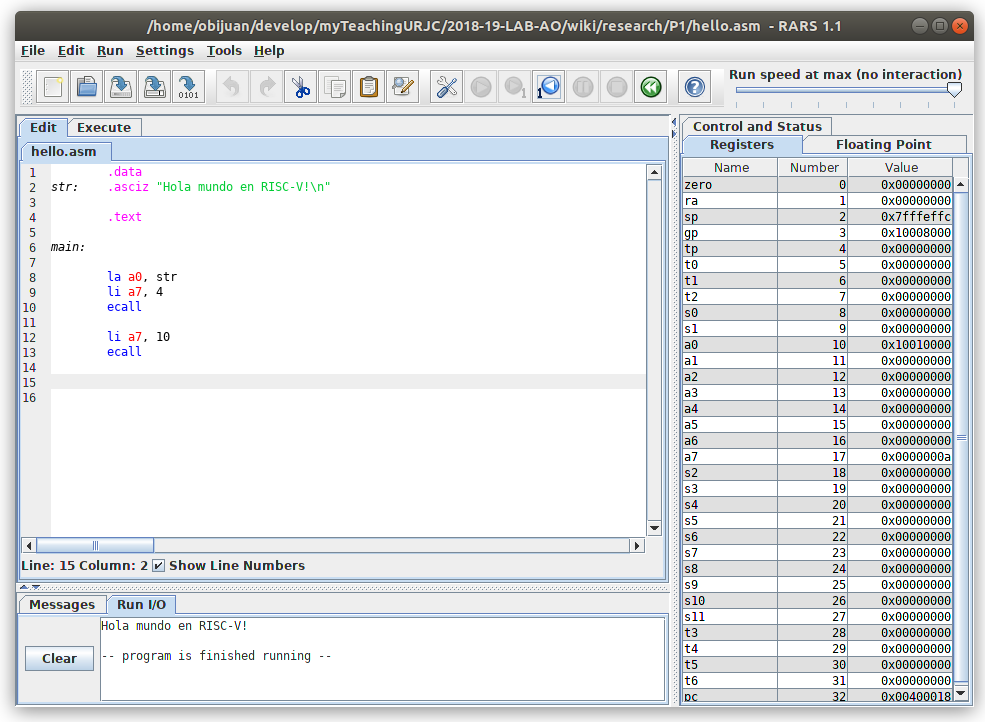 /home/obijuan/develop/myTeachingURJC/2018-19-LAB-AO/wiki/research/P1/hello.asm - RARS 1.1
File Edit Run Settings Tools Help
0101
1
1
Run speed at max (no interaction)
Edit Execute
hello.asm
1 .data
2 str: .asciz "Hola mundo en RISC-V!\n"
3
4 .text
5
6 main:
7
8 la a0, str
9 li a7, 4
10 ecall
11
12 li a7, 10
13 ecall
14
15
16
Line: 15 Column: 2 Show Line Numbers
Messages Run I/O
Clear
Hola mundo en RISC-V!
-- program is finished running --
Control and Status
Registers Floating Point
Name Number Value
zero 0 0x00000000
ra 1 0x00000000
sp 2 0x7fffeffc
gp 3 0x10008000
tp 4 0x00000000
t0 5 0x00000000
t1 6 0x00000000
t2 7 0x00000000
s0 8 0x00000000
s1 9 0x00000000
a0 10 0x10010000
a1 11 0x00000000
a2 12 0x00000000
a3 13 0x00000000
a4 14 0x00000000
a5 15 0x00000000
a6 16 0x00000000
a7 17 0x0000000a
s2 18 0x00000000
s3 19 0x00000000
s4 20 0x00000000
s5 21 0x00000000
s6 22 0x00000000
s7 23 0x00000000
s8 24 0x00000000
s9 25 0x00000000
s10 26 0x00000000
s11 27 0x00000000
t3 28 0x00000000
t4 29 0x00000000
t5 30 0x00000000
t6 31 0x00000000
pc 32 0x00400018